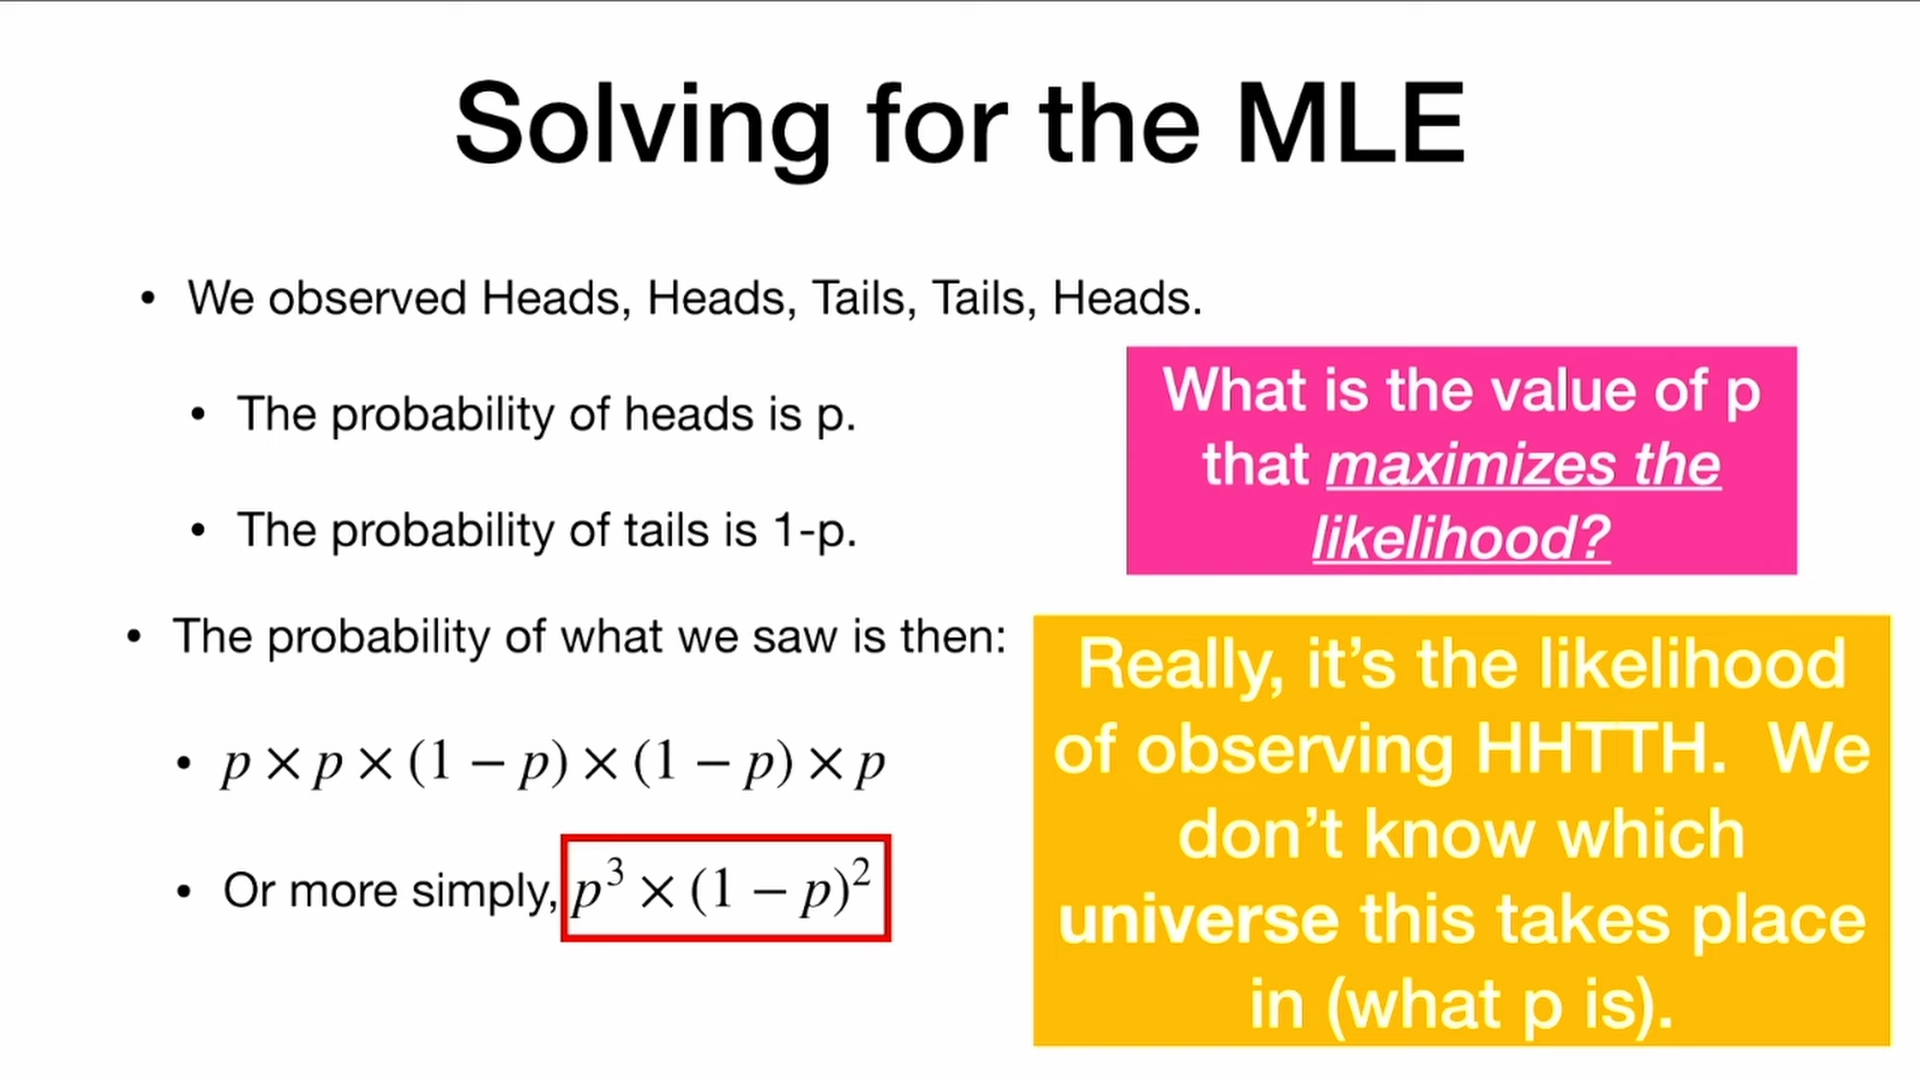 Solving for the MLE
• We observed Heads, Heads, Tails, Tails, Heads.
• The probability of heads is p.
• The probability of tails is 1-p.
• The probability of what we saw is then:
• p × p × (1 − p) × (1 − p) × p
• Or more simply, p³ × (1 − p)²
What is the value of p
that maximizes the
likelihood?
Really, it’s the likelihood
of observing HHTTH.  We
don’t know which
universe this takes place
in (what p is).